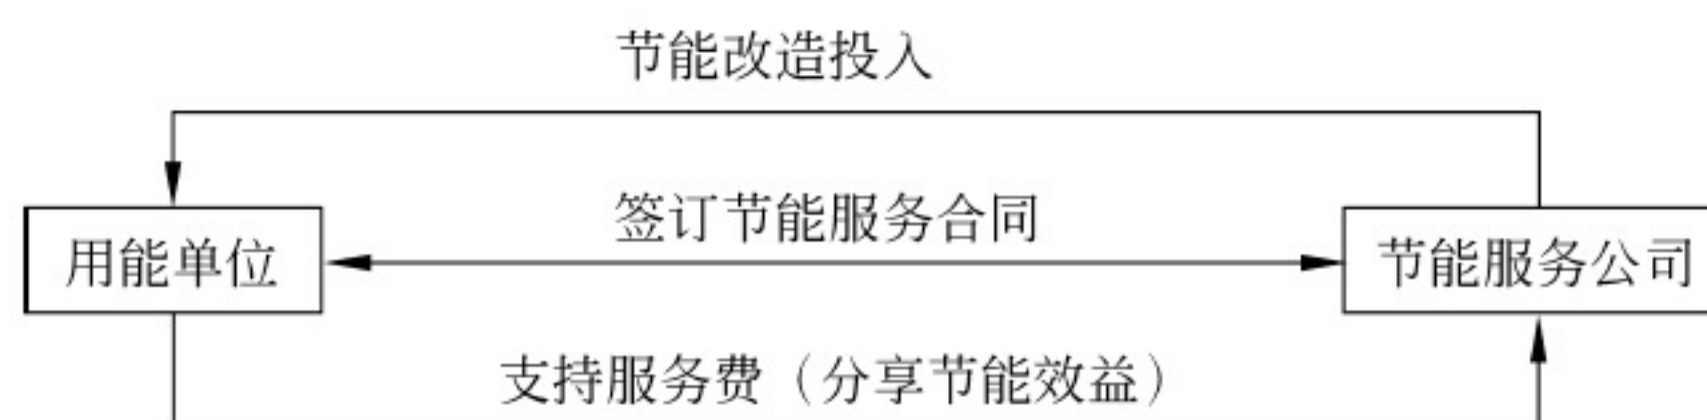 节能改造投入
签订节能服务合同
用能单位
节能服务公司
支持服务费（分享节能效益）